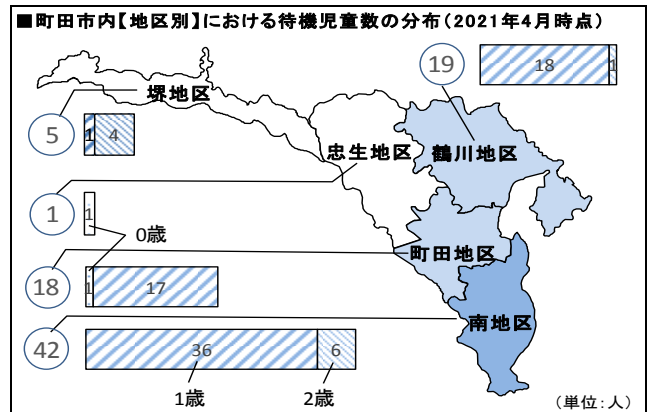 ■町田市内【地区別】における待機児童数の分布(2021年4月時点)
19
18
1
堺地区
5
1
4
忠生地区
鶴川地区
1
1
0歳
町田地区
18
1
17
南地区
42
36
6
1歳
2歳
(単位:人)